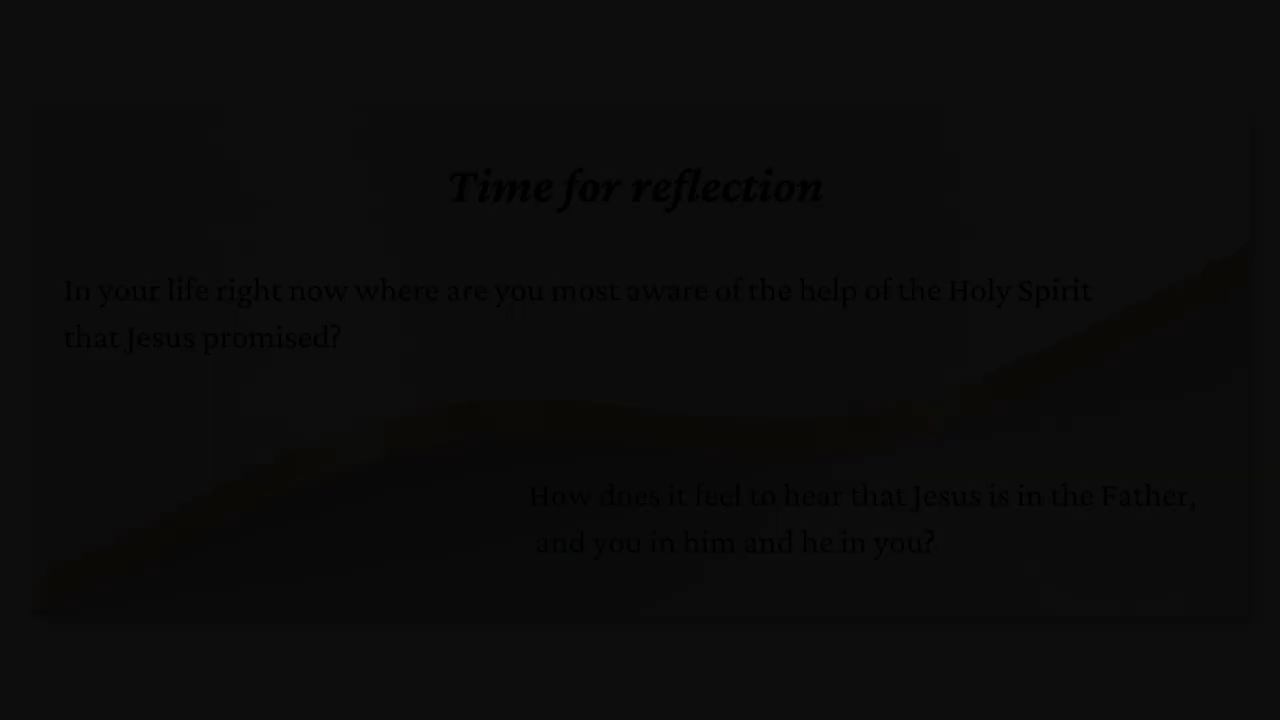 Time for reflection
In your life right now where are you most aware of the help of the Holy Spirit
that Jesus promised?
How does it feel to hear that Jesus is in the Father,
and you in him and he in you?